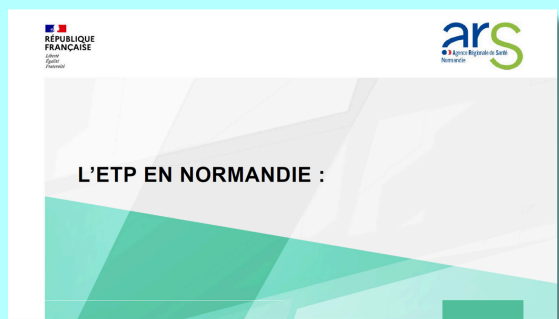 RÉPUBLIQUE
FRANÇAISE
Liberté
Égalité
Fraternité
ars
Agence Régionale de Santé
Normandie
L'ETP EN NORMANDIE :